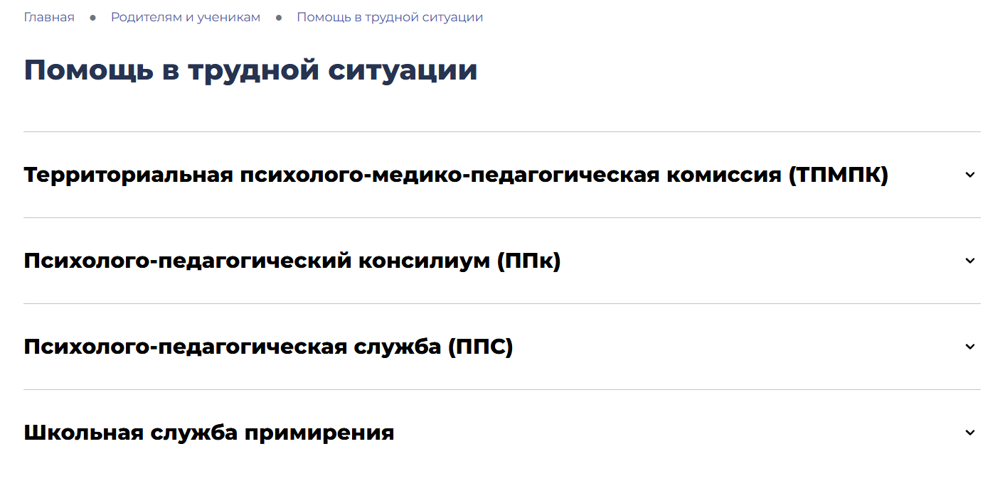 Главная ● Родителям и ученикам ● Помощь в трудной ситуации
Помощь в трудной ситуации
Территориальная психолого-медико-педагогическая комиссия (ТПМПК)
Психолого-педагогический консилиум (ППк)
Психолого-педагогическая служба (ППС)
Школьная служба примирения